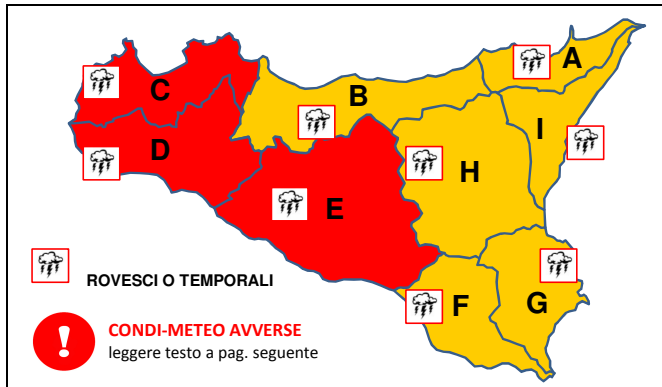 A
B
C
I
D
H
E
ROVESCI O TEMPORALI
F
G
CONDI-METEO AVVERSE
leggere testo a pag. seguente
!